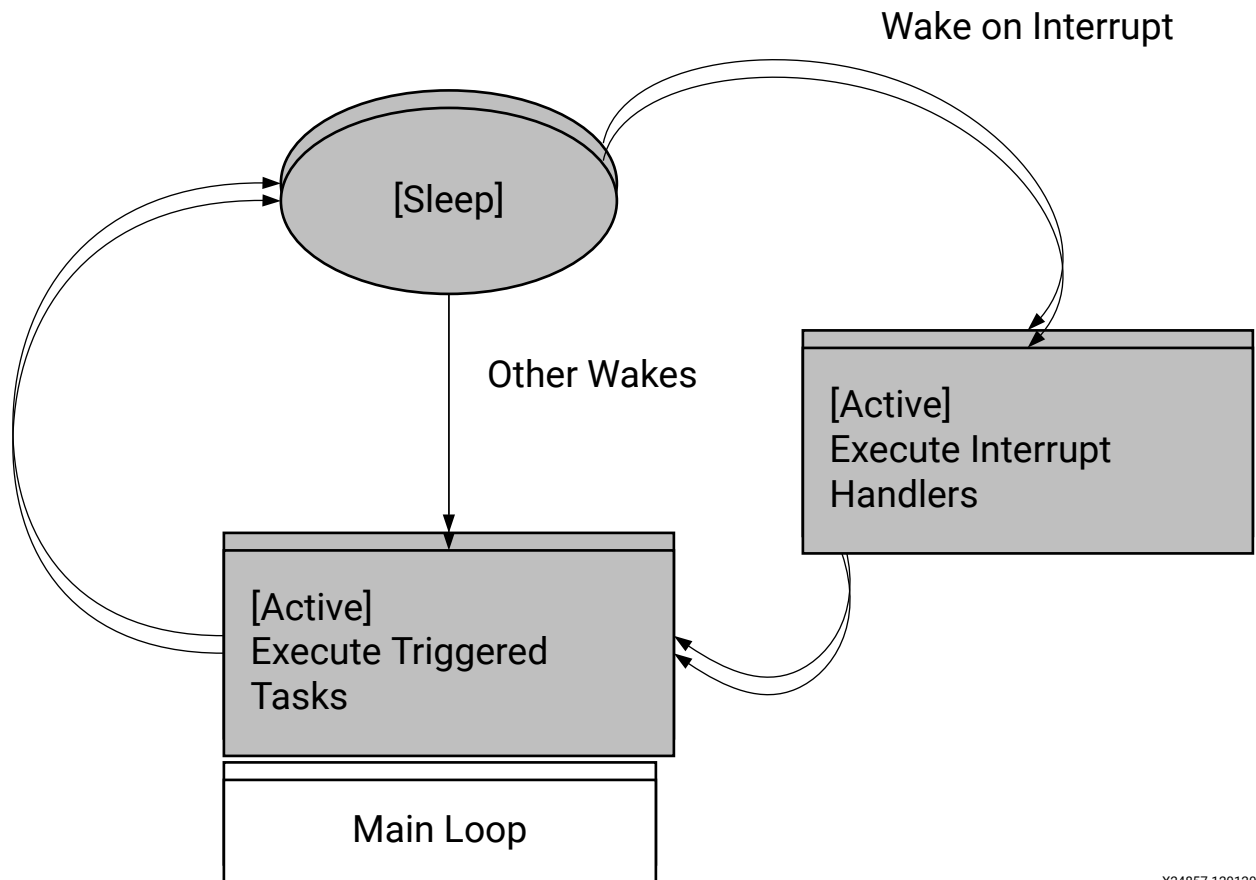 Wake on Interrupt
[Sleep]
Other Wakes
[Active]
Execute Interrupt
Handlers
[Active]
Execute Triggered
Tasks
Main Loop